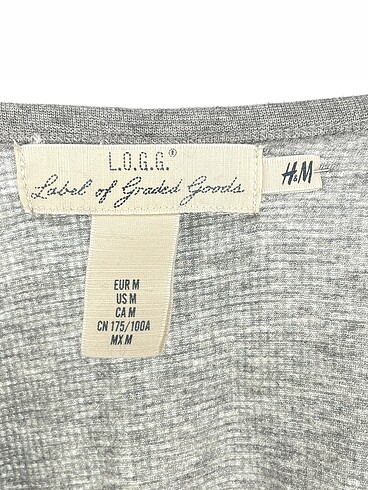 L.O.G.G.®
Label of Graded Goods
H&M
EUR M
US M
CA M
CN 175/100A
MX M